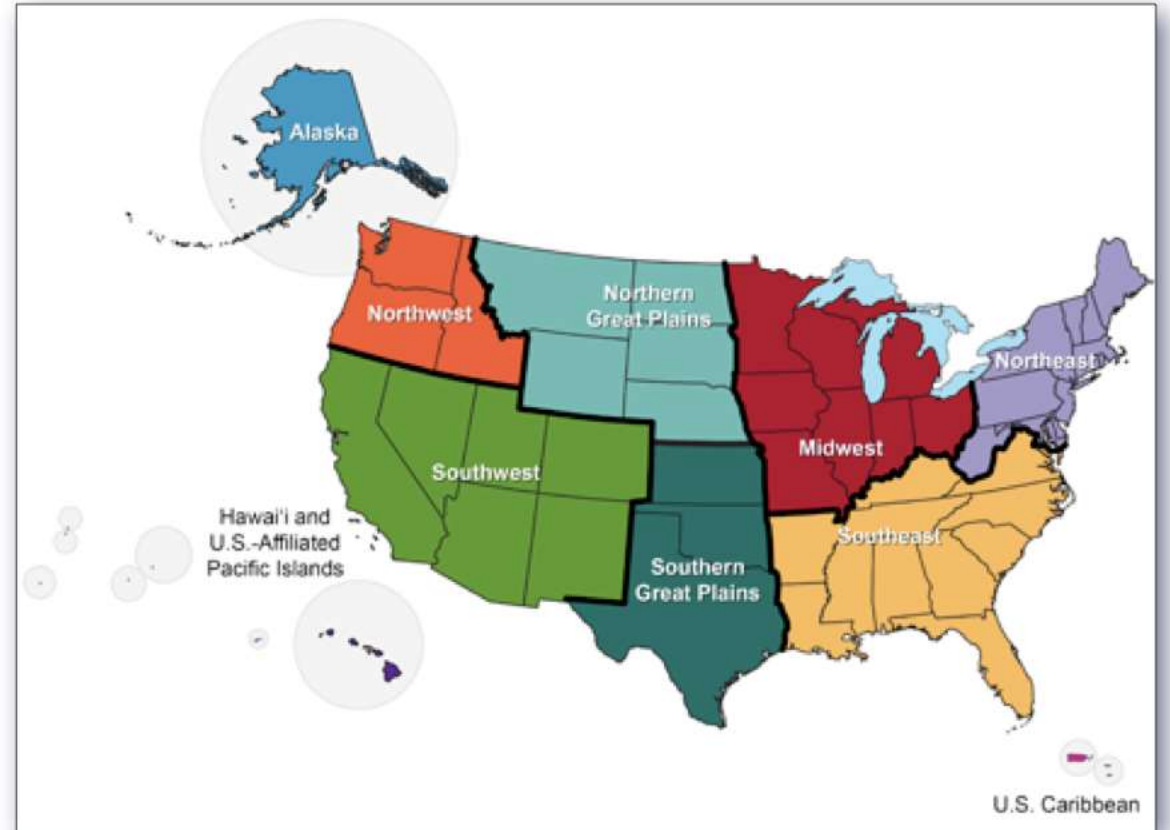 Alaska
Northwest
Northern
Great Plains
Northeast
Midwest
Southwest
Hawai'i and
U.S.-Affiliated
Pacific Islands
Southeast
Southern
Great Plains
U.S. Caribbean